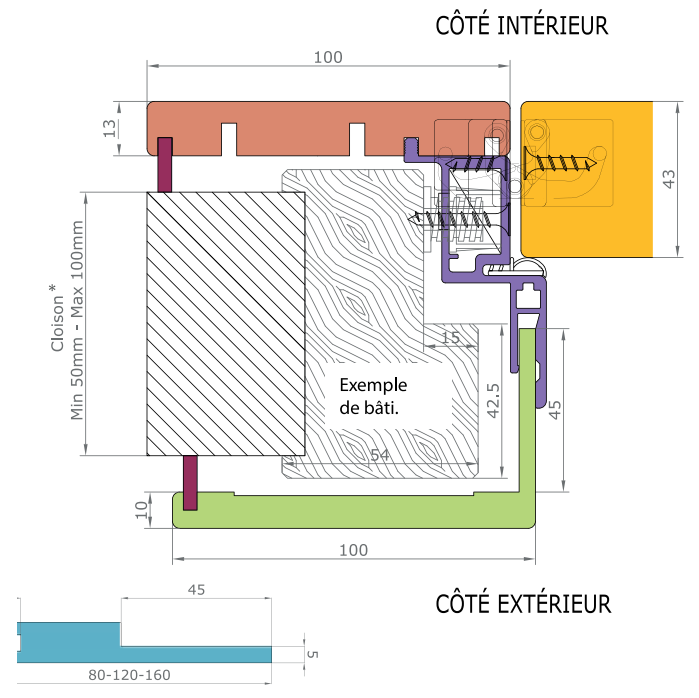 CÔTÉ INTÉRIEUR
100
13
43
Cloison *
Min 50mm - Max 100mm
15
Exemple
de bâti.
42.5
45
54
10
100
45
CÔTÉ EXTÉRIEUR
5
80-120-160